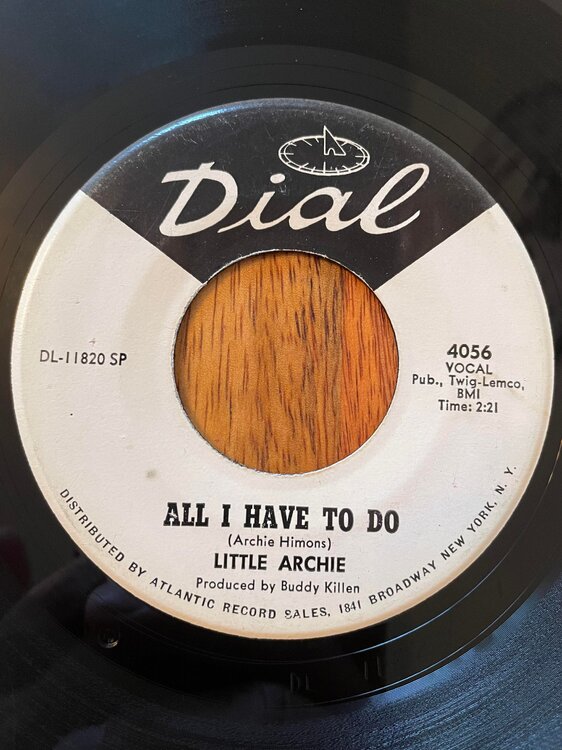 Dial
DL-11820 SP
4056
VOCAL
Pub., Twig-Lemco,
BMI
Time: 2:21
ALL I HAVE TO DO
(Archie Himons)
LITTLE ARCHIE
Produced by Buddy Killen
DISTRIBUTED BY ATLANTIC RECORD SALES, 1841 BROADWAY NEW YORK, N. Y.